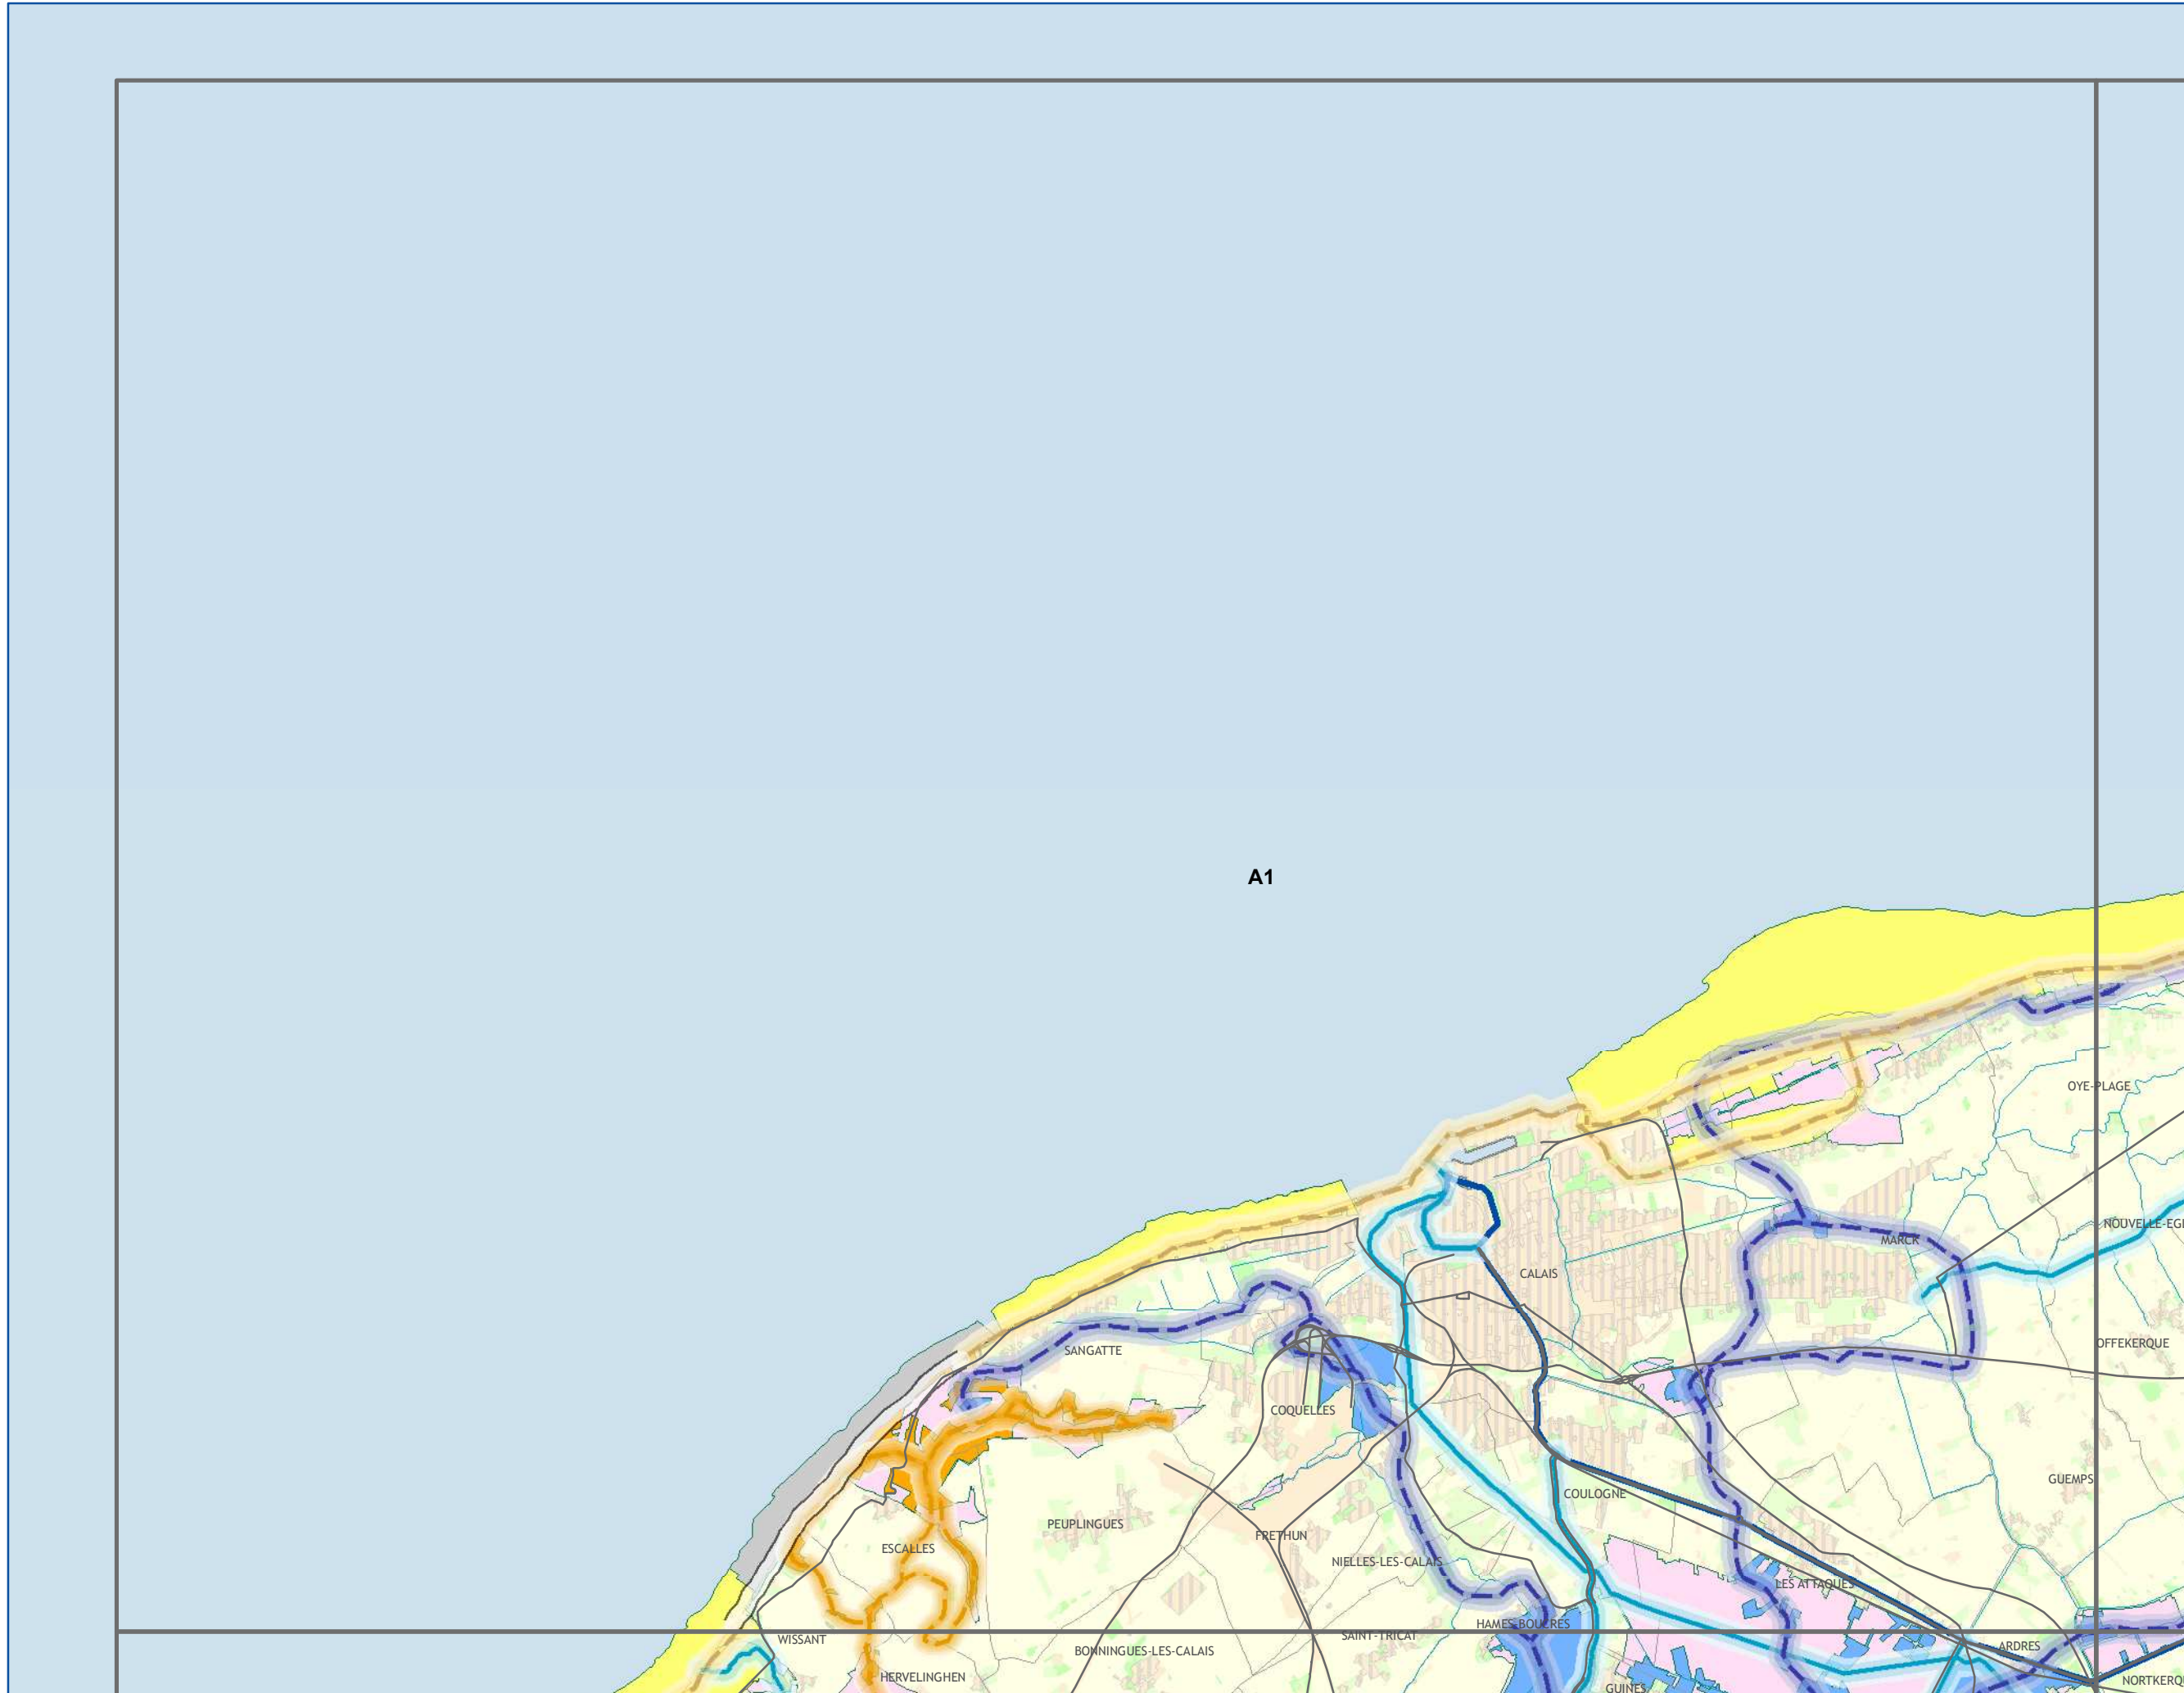 A1
OYE-PLAGE
NOUVELLE-EGL
MARCK
CALAIS
SANGATTE
OFFEKERQUE
COQUELLES
GUEMPS
COULOGNE
PEUPLINGUES
FRETHUN
ESCALLES
NIELLES-LES-CALAIS
LES ATTAQUES
HAMES-BOUCRES
WISSANT
SAINT-TRICAT
ARDRES
BONNINGUES-LES-CALAIS
HERVELINGHEN
NORTKERQ
GUINES